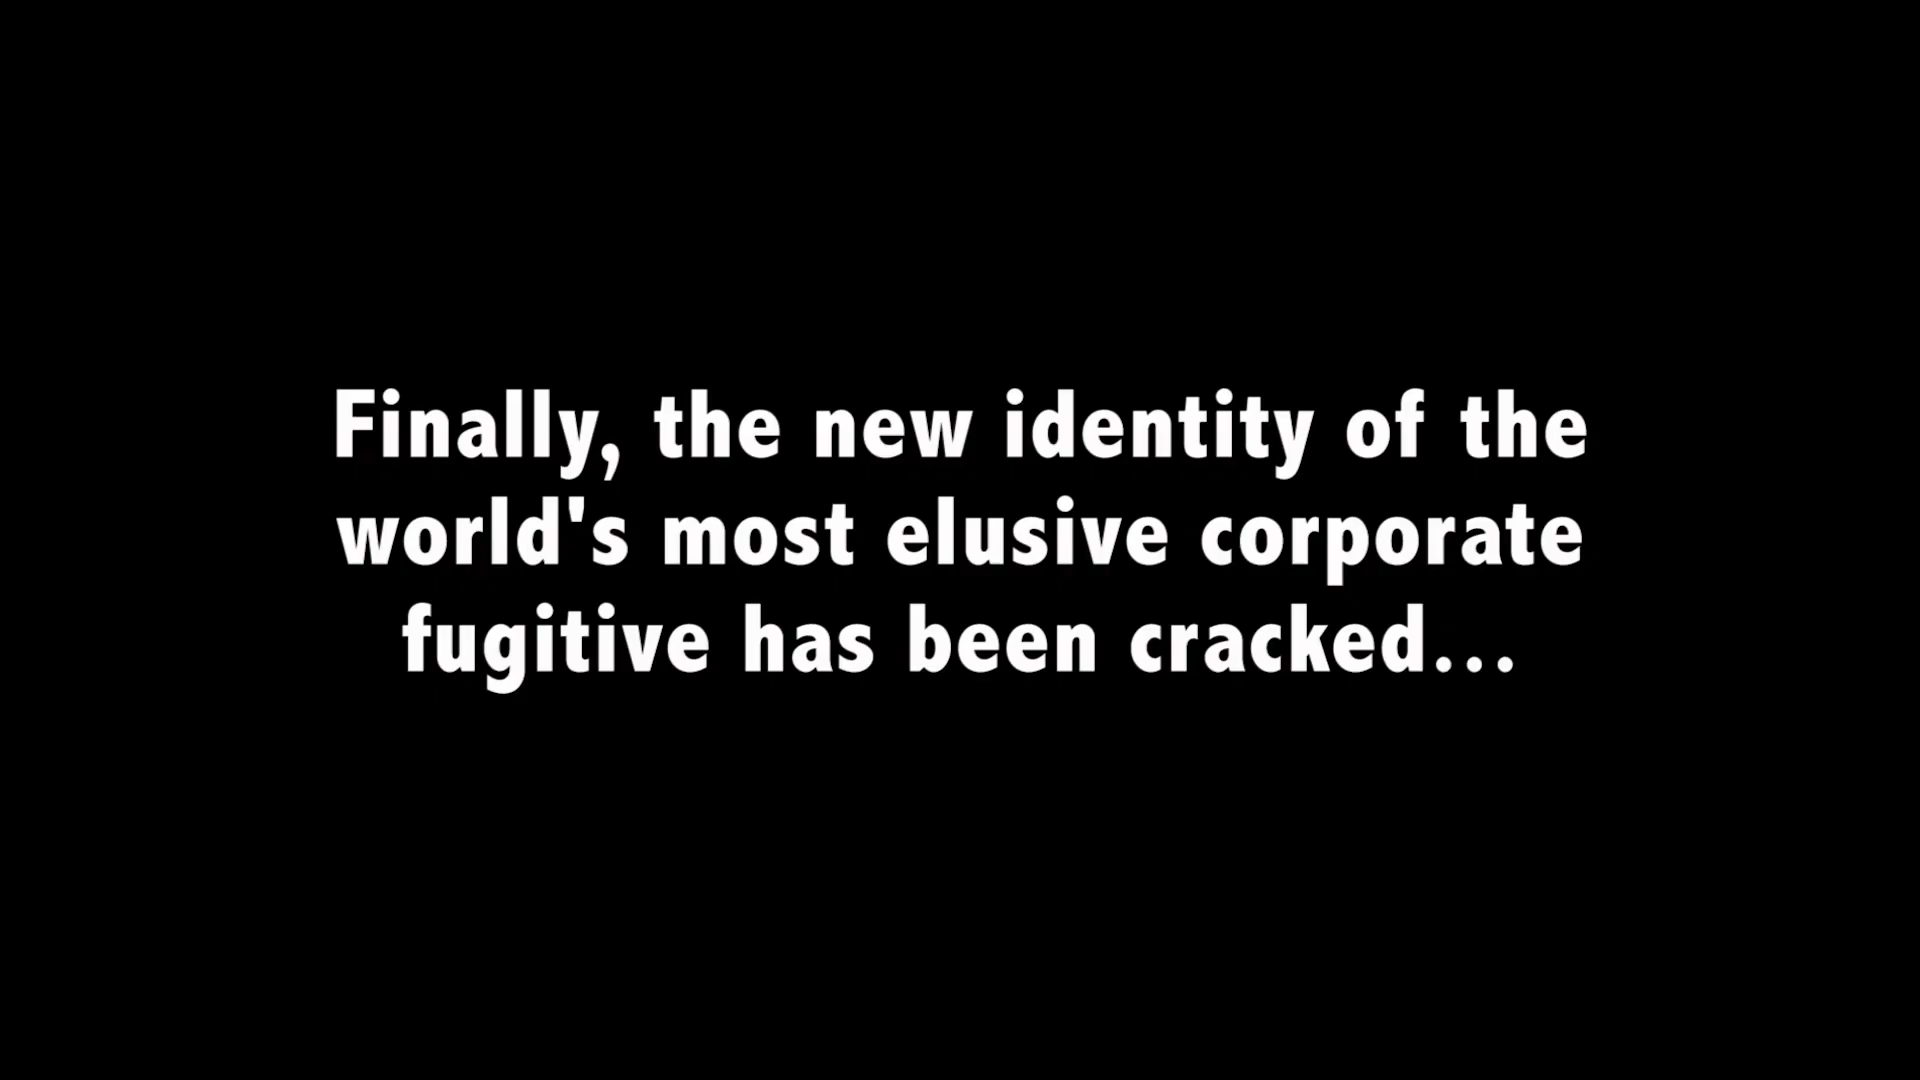 Finally, the new identity of the
world's most elusive corporate
fugitive has been cracked...